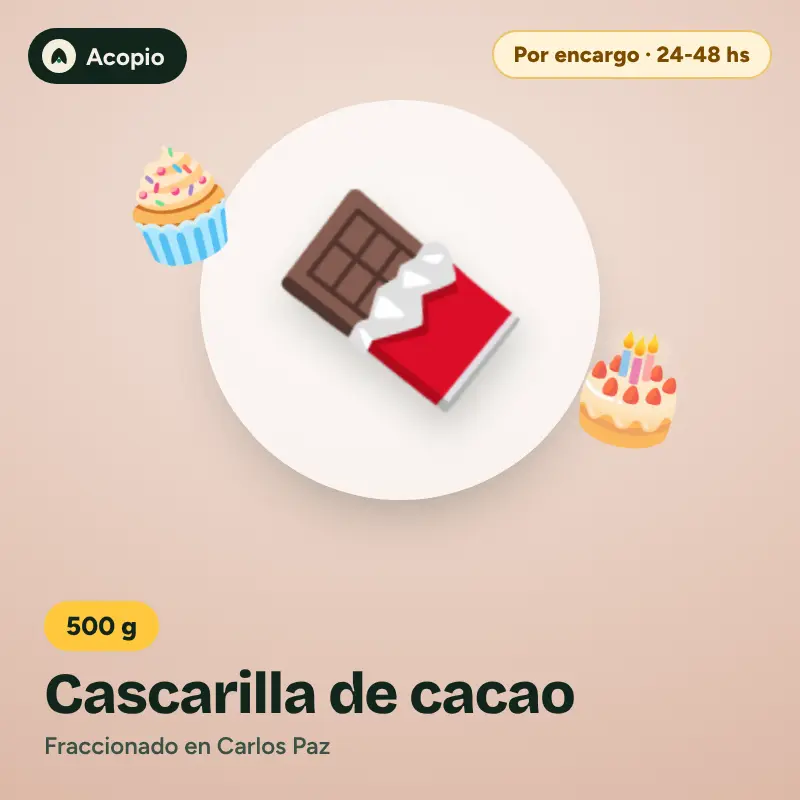 Acopio
Por encargo · 24-48 hs
500 g
Cascarilla de cacao
Fraccionado en Carlos Paz